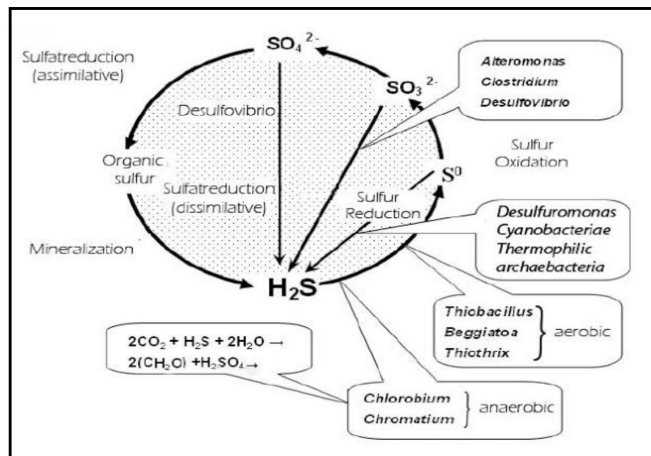 SO₄ ²⁻
Sulfatreduction
(assimilative)
Alteromonas
Clostridium
Desulfovibrio
SO₃ ²⁻
Desulfovibrio
Sulfur
Oxidation
Organic
sulfur
S⁰
Sulfatreduction
(dissimilative)
Sulfur
Reduction
Desulfuromonas
Cyanobacteriae
Thermophilic
archaebacteria
Mineralization
H₂S
Thiobacillus
Beggiatoa
Thiothrix
aerobic
2CO₂ + H₂S + 2H₂O →
2(CH₂O) +H₂SO₄→
Chlorobium
Chromatium
anaerobic